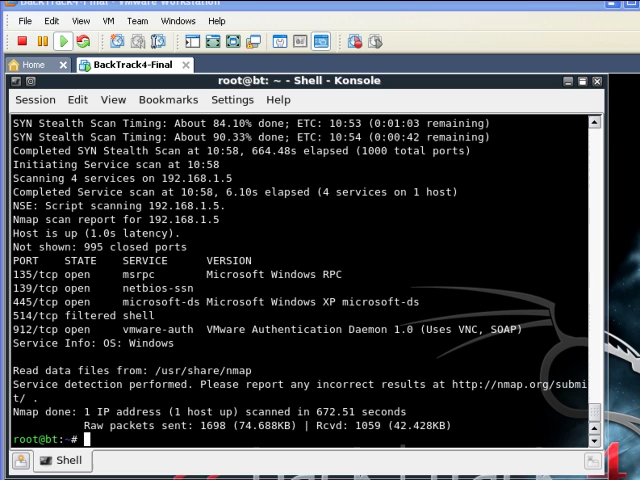 BackTrack4-Final - VMware Workstation
File Edit View VM Team Windows Help
Home BackTrack4-Final
root@bt: ~ - Shell - Konsole
Session Edit View Bookmarks Settings Help
SYN Stealth Scan Timing: About 84.10% done; ETC: 10:53 (0:01:03 remaining)
SYN Stealth Scan Timing: About 90.33% done; ETC: 10:54 (0:00:42 remaining)
Completed SYN Stealth Scan at 10:58, 664.48s elapsed (1000 total ports)
Initiating Service scan at 10:58
Scanning 4 services on 192.168.1.5
Completed Service scan at 10:58, 6.10s elapsed (4 services on 1 host)
NSE: Script scanning 192.168.1.5.
Nmap scan report for 192.168.1.5
Host is up (1.0s latency).
Not shown: 995 closed ports
PORT STATE SERVICE VERSION
135/tcp open msrpc Microsoft Windows RPC
139/tcp open netbios-ssn
445/tcp open microsoft-ds Microsoft Windows XP microsoft-ds
514/tcp filtered shell
912/tcp open vmware-auth VMware Authentication Daemon 1.0 (Uses VNC, SOAP)
Service Info: OS: Windows
Read data files from: /usr/share/nmap
Service detection performed. Please report any incorrect results at http://nmap.org/submi
t/ .
Nmap done: 1 IP address (1 host up) scanned in 672.51 seconds
Raw packets sent: 1698 (74.688KB) | Rcvd: 1059 (42.428KB)
root@bt:~#
Shell